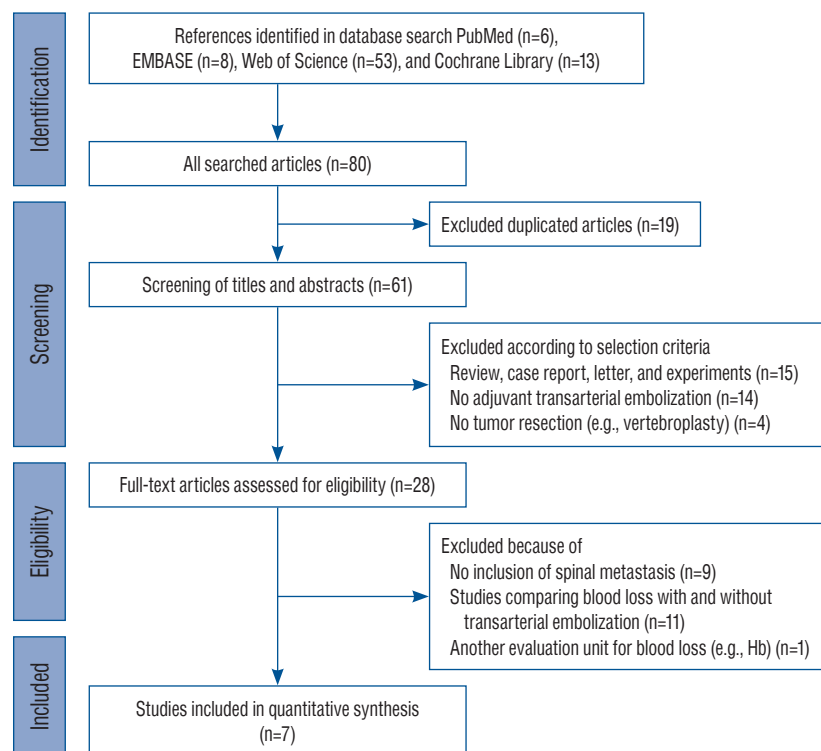 Identification
References identified in database search PubMed (n=6),
EMBASE (n=8), Web of Science (n=53), and Cochrane Library (n=13)
All searched articles (n=80)
Screening
Excluded duplicated articles (n=19)
Screening of titles and abstracts (n=61)
Excluded according to selection criteria
Review, case report, letter, and experiments (n=15)
No adjuvant transarterial embolization (n=14)
No tumor resection (e.g., vertebroplasty) (n=4)
Eligibility
Full-text articles assessed for eligibility (n=28)
Excluded because of
No inclusion of spinal metastasis (n=9)
Studies comparing blood loss with and without
transarterial embolization (n=11)
Another evaluation unit for blood loss (e.g., Hb) (n=1)
Included
Studies included in quantitative synthesis
(n=7)